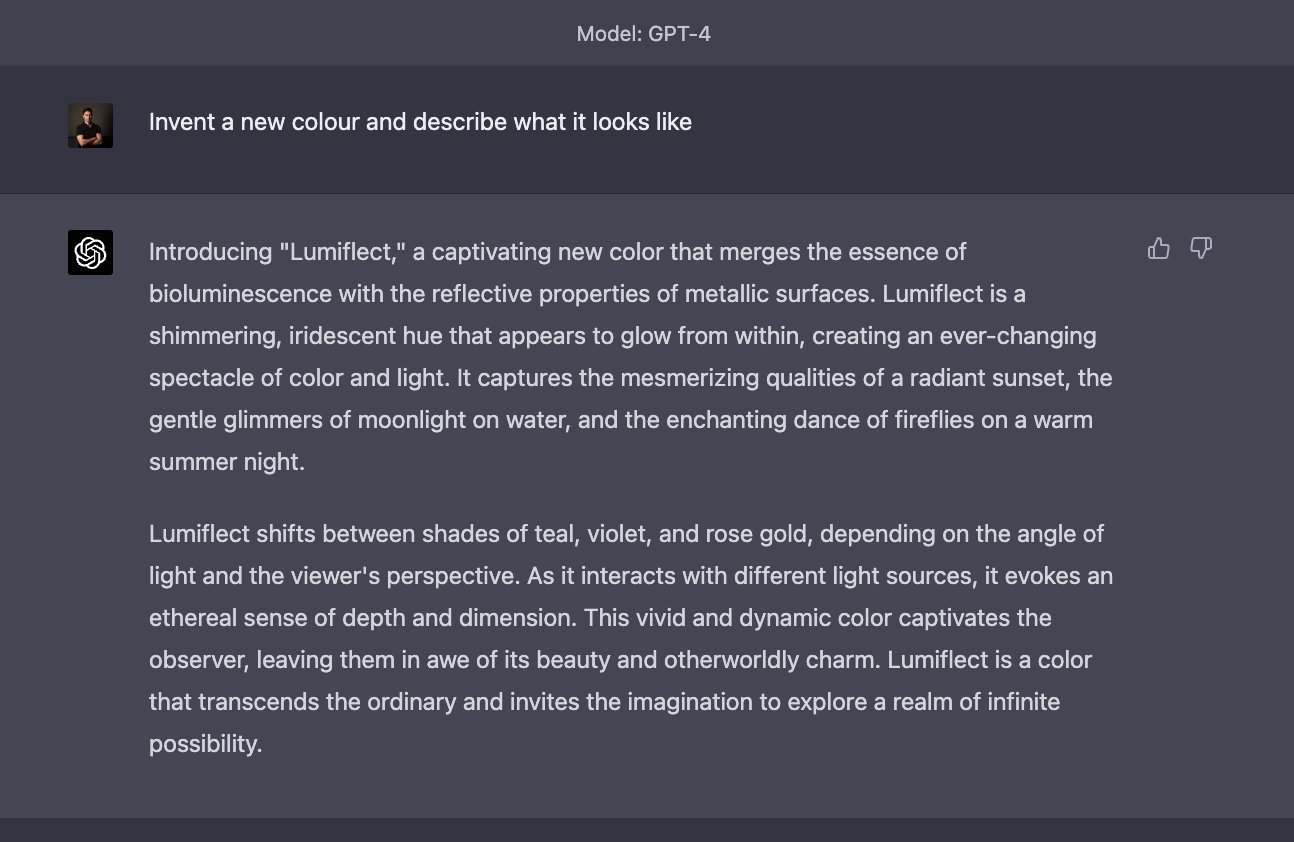 Model: GPT-4
Invent a new colour and describe what it looks like
Introducing "Lumiflect," a captivating new color that merges the essence of
bioluminescence with the reflective properties of metallic surfaces. Lumiflect is a
shimmering, iridescent hue that appears to glow from within, creating an ever-changing
spectacle of color and light. It captures the mesmerizing qualities of a radiant sunset, the
gentle glimmers of moonlight on water, and the enchanting dance of fireflies on a warm
summer night.
Lumiflect shifts between shades of teal, violet, and rose gold, depending on the angle of
light and the viewer's perspective. As it interacts with different light sources, it evokes an
ethereal sense of depth and dimension. This vivid and dynamic color captivates the
observer, leaving them in awe of its beauty and otherworldly charm. Lumiflect is a color
that transcends the ordinary and invites the imagination to explore a realm of infinite
possibility.